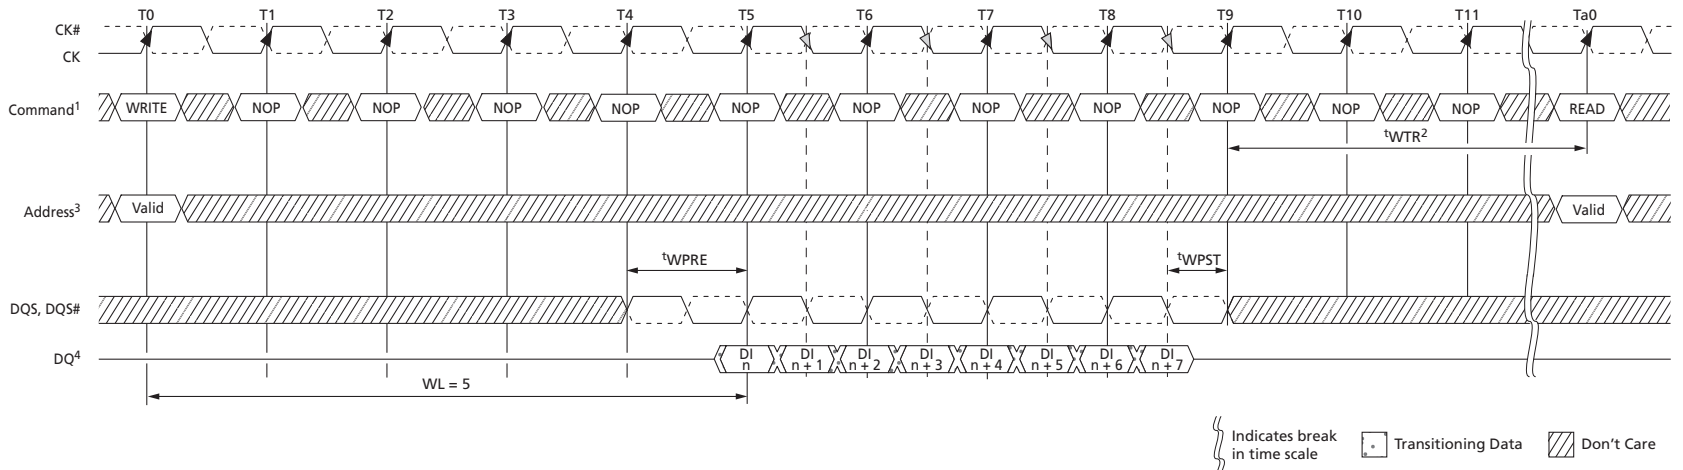 T0 T1 T2 T3 T4 T5 T6 T7 T8 T9 T10 T11 Ta0
CK#
CK
Command1 WRITE NOP NOP NOP NOP NOP NOP NOP NOP NOP NOP NOP READ
tWTR2
Address3 Valid Valid
tWPRE tWPST
DQS, DQS#
DQ4 DI n DI n + 1 DI n + 2 DI n + 3 DI n + 4 DI n + 5 DI n + 6 DI n + 7
WL = 5
Indicates break
in time scale
Transitioning Data
Don't Care